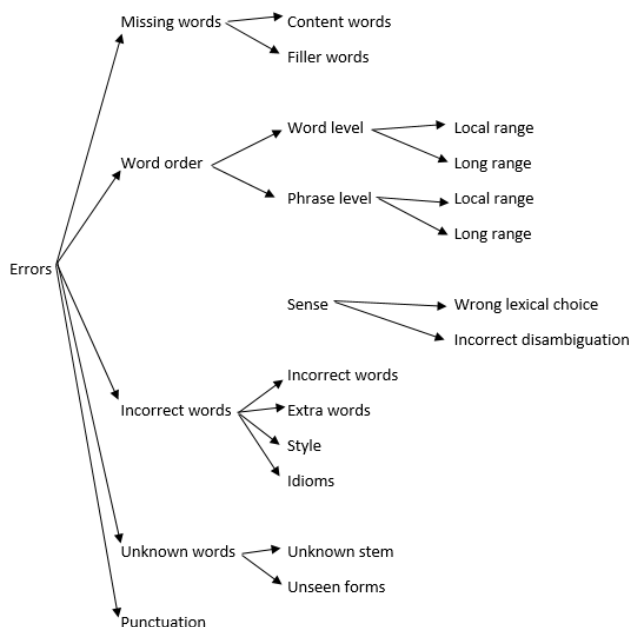 Missing words
Content words
Filler words
Word order
Word level
Local range
Long range
Phrase level
Local range
Long range
Errors
Sense
Wrong lexical choice
Incorrect disambiguation
Incorrect words
Incorrect words
Extra words
Style
Idioms
Unknown words
Unknown stem
Unseen forms
Punctuation